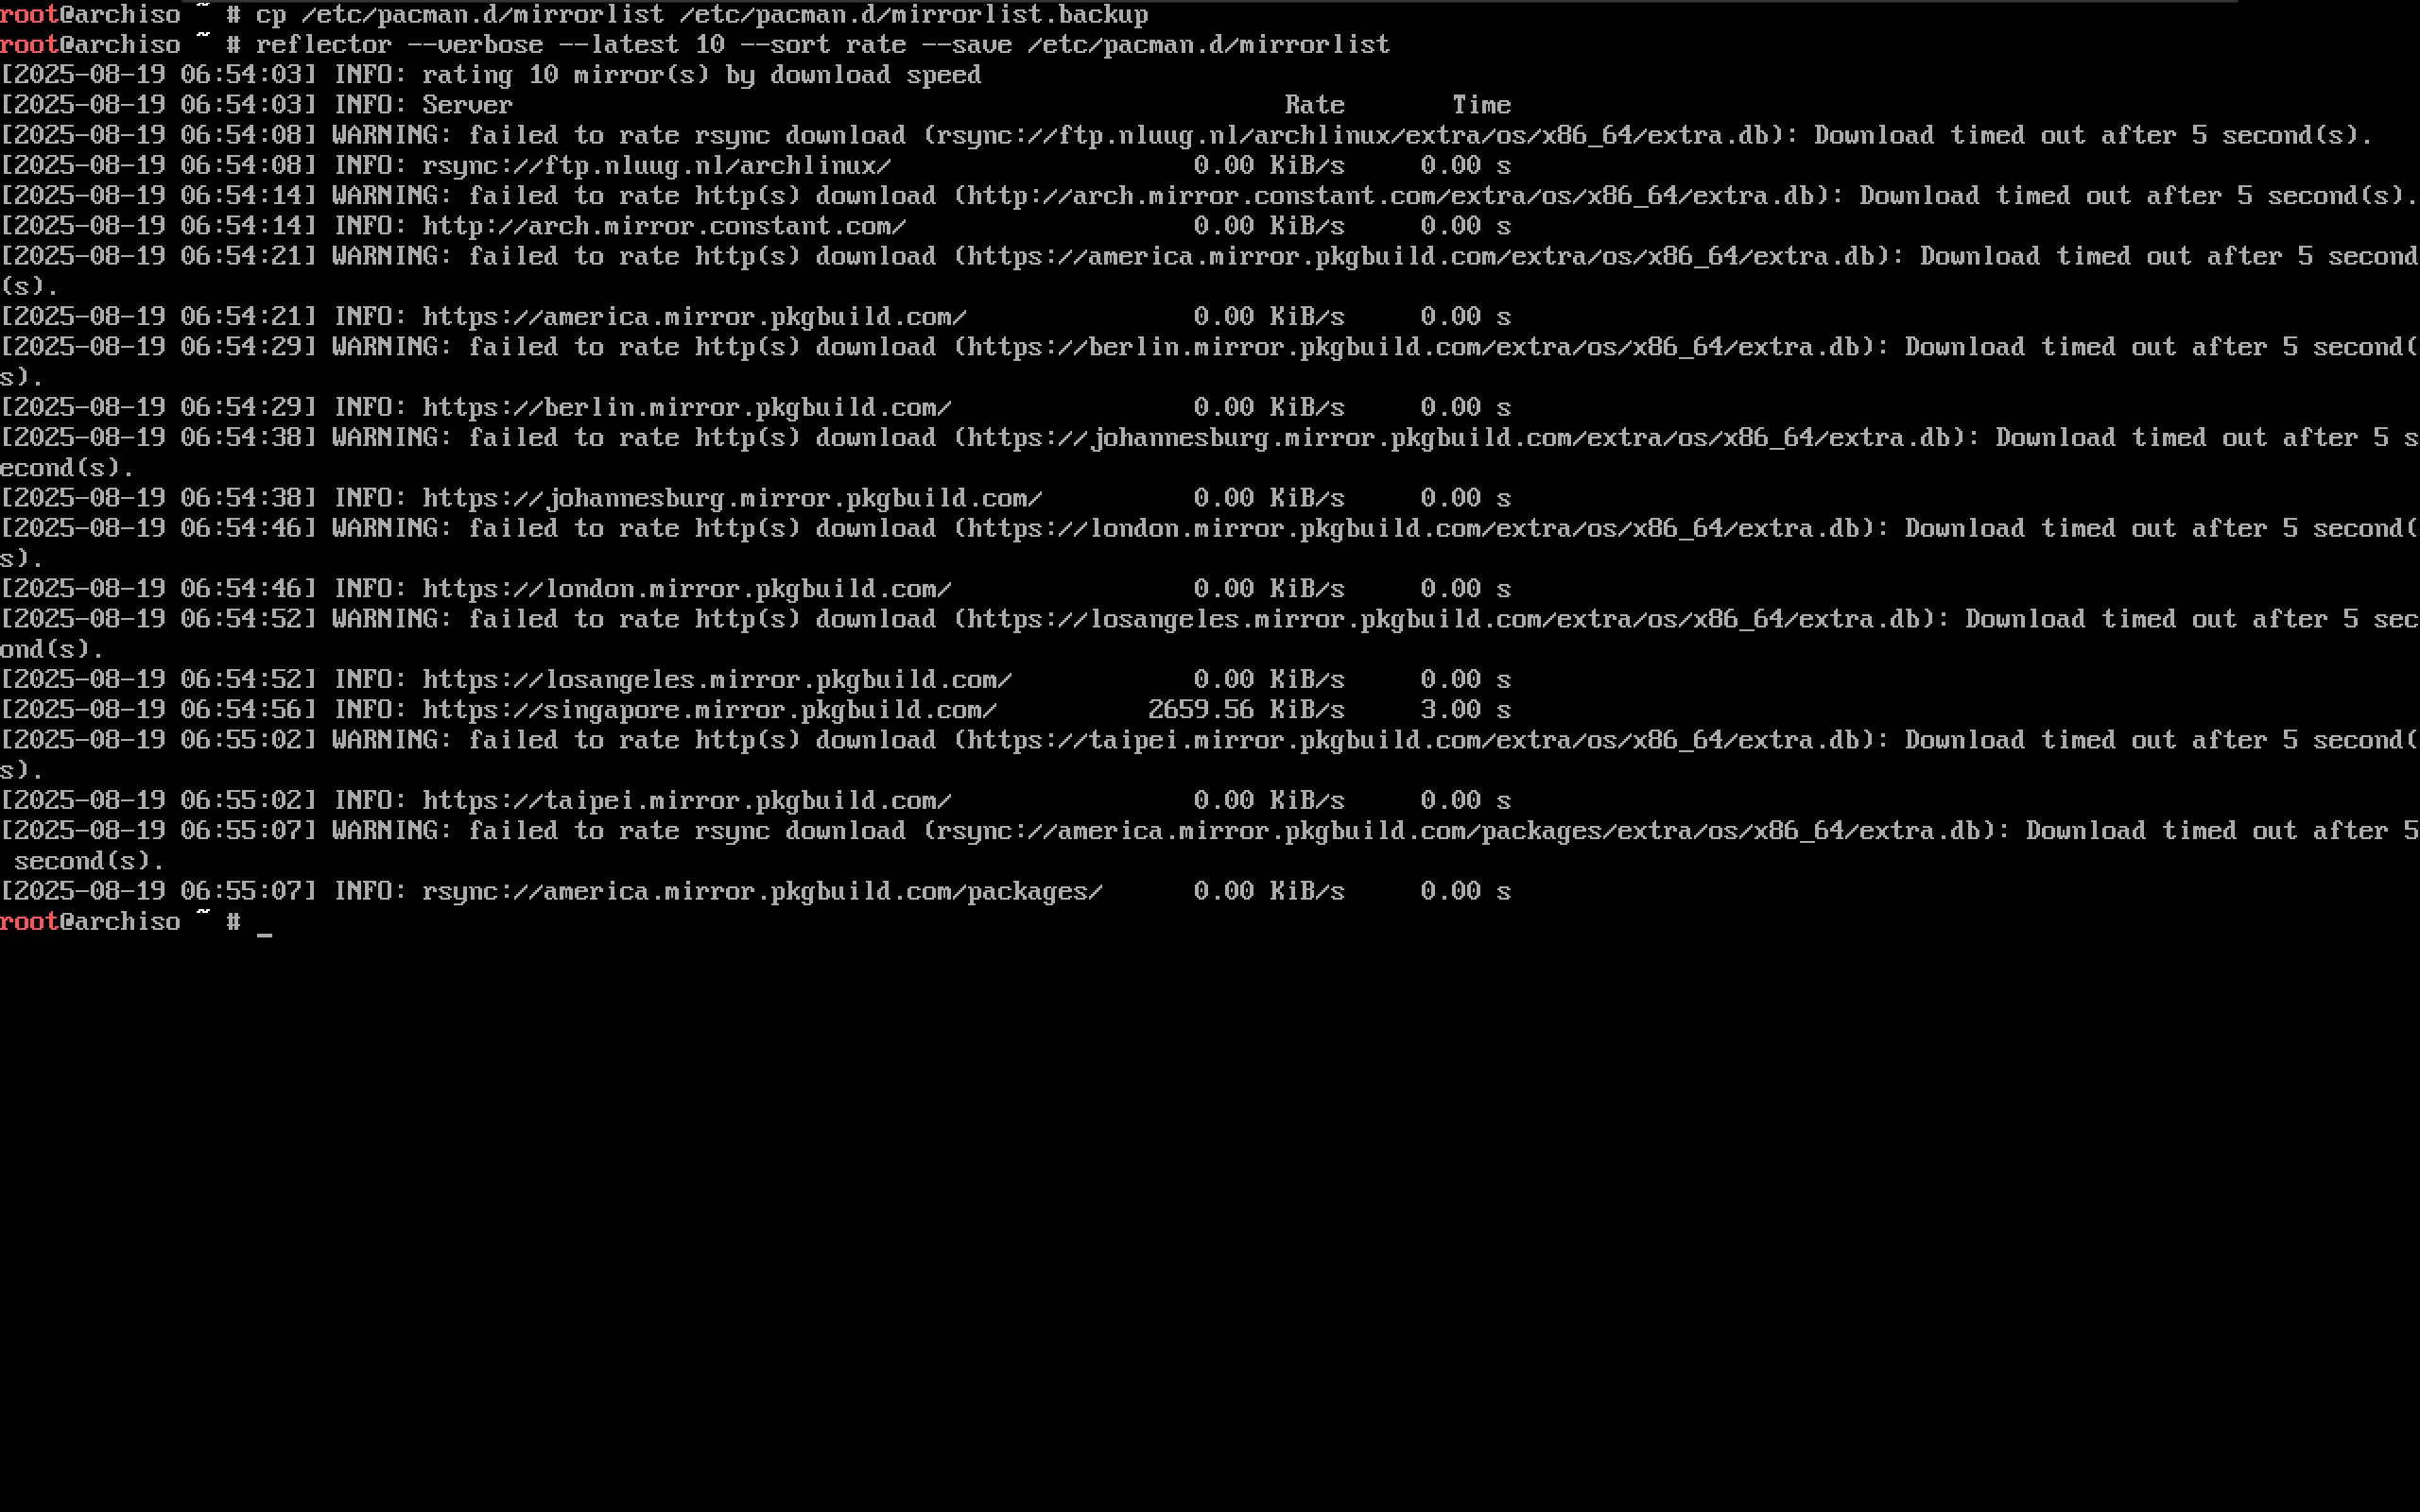 root@archiso ~ # cp /etc/pacman.d/mirrorlist /etc/pacman.d/mirrorlist.backup
root@archiso ~ # reflector --verbose --latest 10 --sort rate --save /etc/pacman.d/mirrorlist
[2025-08-19 06:54:03] INFO: rating 10 mirror(s) by download speed
[2025-08-19 06:54:03] INFO: Server                                                   Rate       Time
[2025-08-19 06:54:08] WARNING: failed to rate rsync download (rsync://ftp.nluug.nl/archlinux/extra/os/x86_64/extra.db): Download timed out after 5 second(s).
[2025-08-19 06:54:08] INFO: rsync://ftp.nluug.nl/archlinux/                    0.00 KiB/s     0.00 s
[2025-08-19 06:54:14] WARNING: failed to rate http(s) download (http://arch.mirror.constant.com/extra/os/x86_64/extra.db): Download timed out after 5 second(s).
[2025-08-19 06:54:14] INFO: http://arch.mirror.constant.com/                   0.00 KiB/s     0.00 s
[2025-08-19 06:54:21] WARNING: failed to rate http(s) download (https://america.mirror.pkgbuild.com/extra/os/x86_64/extra.db): Download timed out after 5 second
(s).
[2025-08-19 06:54:21] INFO: https://america.mirror.pkgbuild.com/               0.00 KiB/s     0.00 s
[2025-08-19 06:54:29] WARNING: failed to rate http(s) download (https://berlin.mirror.pkgbuild.com/extra/os/x86_64/extra.db): Download timed out after 5 second(
s).
[2025-08-19 06:54:29] INFO: https://berlin.mirror.pkgbuild.com/                0.00 KiB/s     0.00 s
[2025-08-19 06:54:38] WARNING: failed to rate http(s) download (https://johannesburg.mirror.pkgbuild.com/extra/os/x86_64/extra.db): Download timed out after 5 s
econd(s).
[2025-08-19 06:54:38] INFO: https://johannesburg.mirror.pkgbuild.com/          0.00 KiB/s     0.00 s
[2025-08-19 06:54:46] WARNING: failed to rate http(s) download (https://london.mirror.pkgbuild.com/extra/os/x86_64/extra.db): Download timed out after 5 second(
s).
[2025-08-19 06:54:46] INFO: https://london.mirror.pkgbuild.com/                0.00 KiB/s     0.00 s
[2025-08-19 06:54:52] WARNING: failed to rate http(s) download (https://losangeles.mirror.pkgbuild.com/extra/os/x86_64/extra.db): Download timed out after 5 sec
ond(s).
[2025-08-19 06:54:52] INFO: https://losangeles.mirror.pkgbuild.com/            0.00 KiB/s     0.00 s
[2025-08-19 06:54:56] INFO: https://singapore.mirror.pkgbuild.com/          2659.56 KiB/s     3.00 s
[2025-08-19 06:55:02] WARNING: failed to rate http(s) download (https://taipei.mirror.pkgbuild.com/extra/os/x86_64/extra.db): Download timed out after 5 second(
s).
[2025-08-19 06:55:02] INFO: https://taipei.mirror.pkgbuild.com/                0.00 KiB/s     0.00 s
[2025-08-19 06:55:07] WARNING: failed to rate rsync download (rsync://america.mirror.pkgbuild.com/packages/extra/os/x86_64/extra.db): Download timed out after 5
 second(s).
[2025-08-19 06:55:07] INFO: rsync://america.mirror.pkgbuild.com/packages/      0.00 KiB/s     0.00 s
root@archiso ~ # _